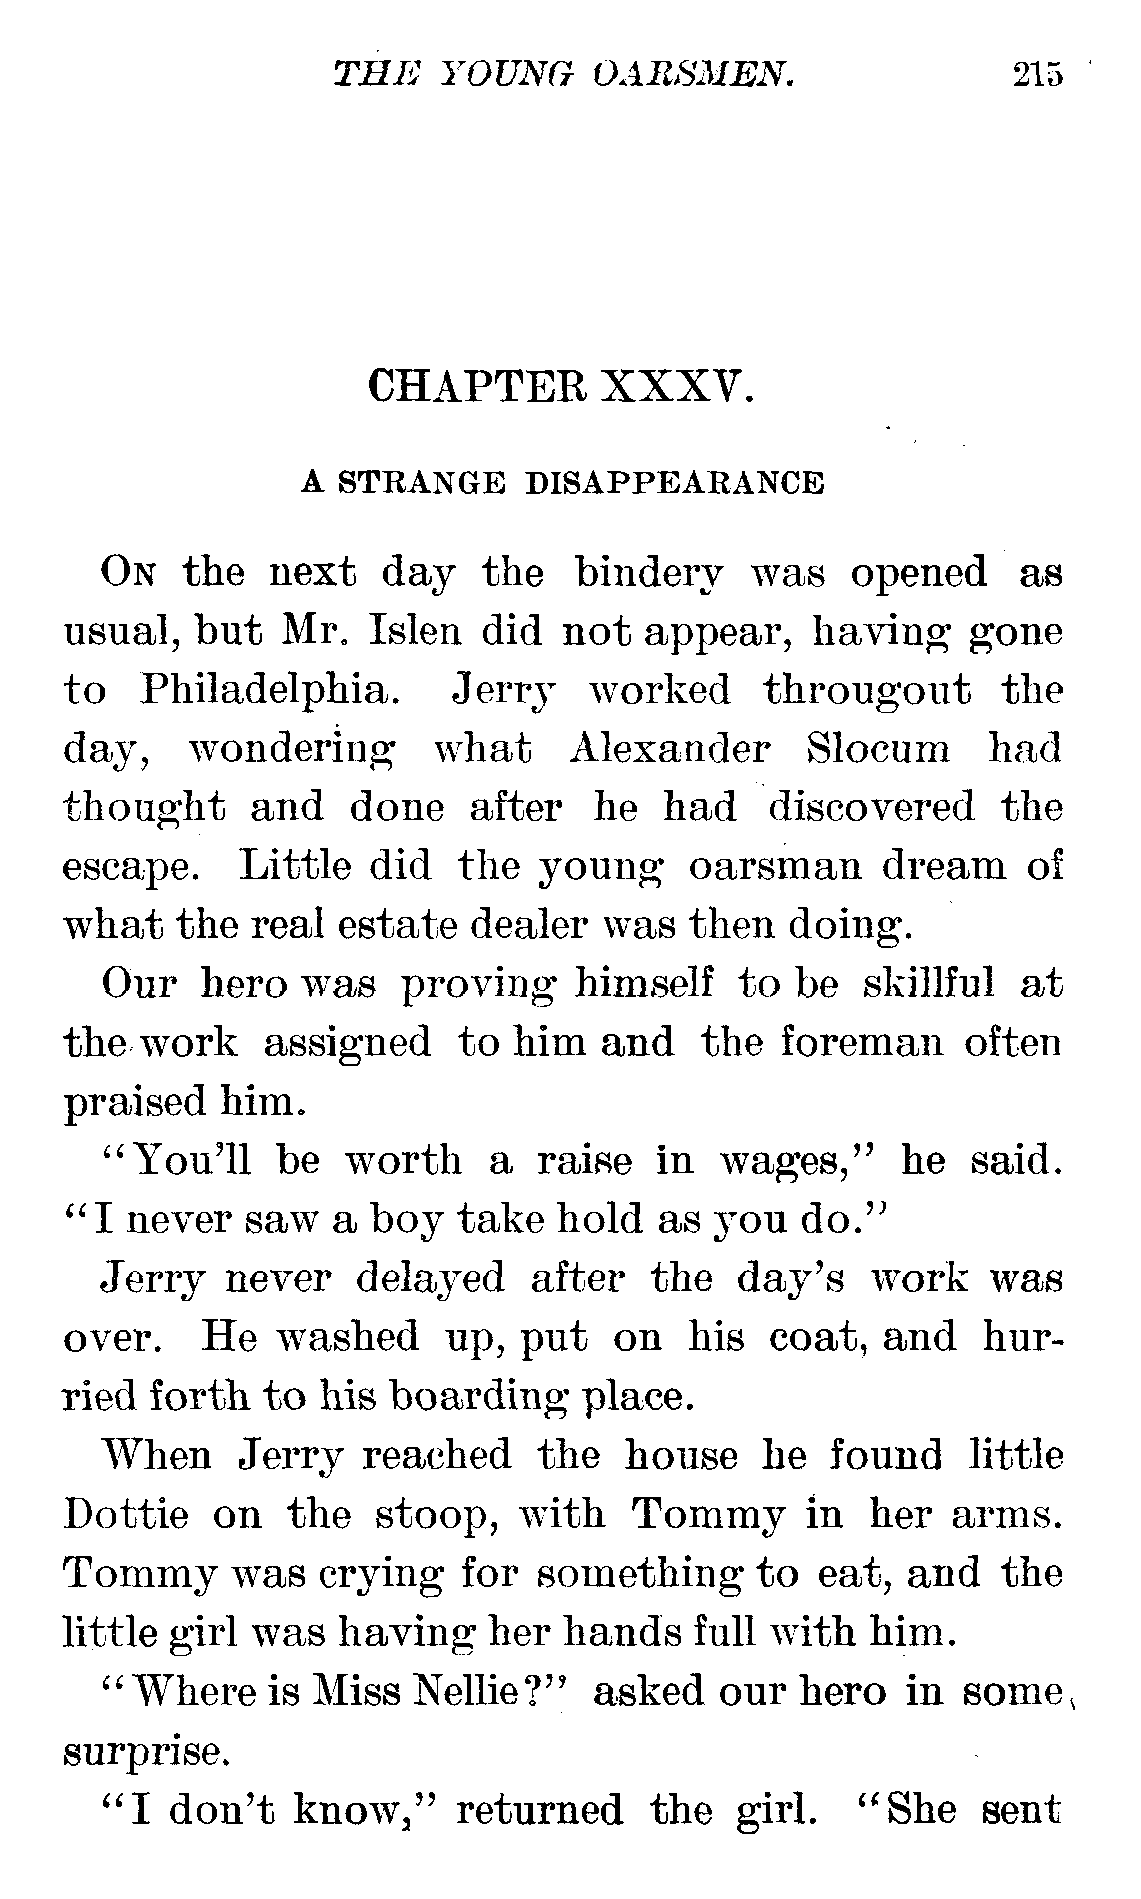 THE YOUNG OARSMEN. 215
CHAPTER XXXV.
A STRANGE DISAPPEARANCE
ON the next day the bindery was opened as
usual, but Mr. Islen did not appear, having gone
to Philadelphia. Jerry worked througout the
day, wondering what Alexander Slocum had
thought and done after he had discovered the
escape. Little did the young oarsman dream of
what the real estate dealer was then doing.
Our hero was proving himself to be skillful at
the work assigned to him and the foreman often
praised him.
“You’ll be worth a raise in wages,” he said.
“I never saw a boy take hold as you do.”
Jerry never delayed after the day’s work was
over. He washed up, put on his coat, and hur-
ried forth to his boarding place.
When Jerry reached the house he found little
Dottie on the stoop, with Tommy in her arms.
Tommy was crying for something to eat, and the
little girl was having her hands full with him.
“Where is Miss Nellie?” asked our hero in some
surprise.
“I don’t know,” returned the girl. “She sent